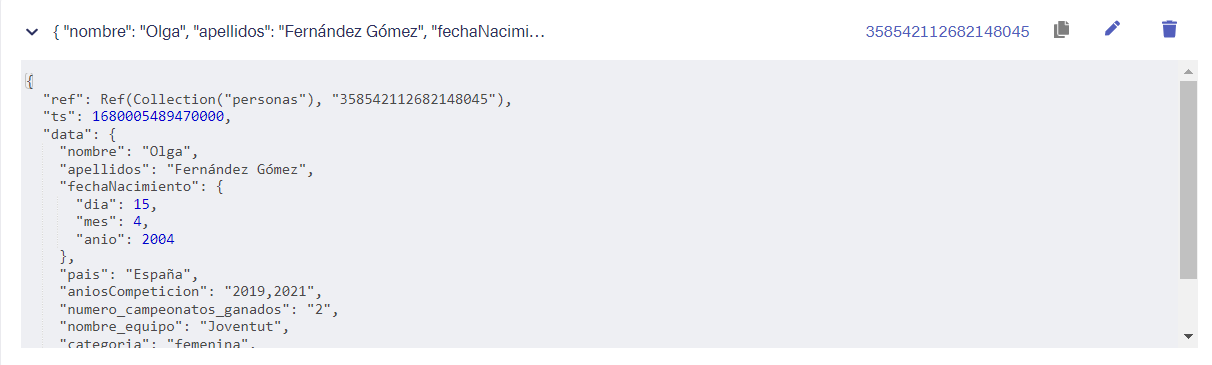 { "nombre": "Olga", "apellidos": "Fernández Gómez", "fechaNacimi... 358542112682148045
{
"ref": Ref(Collection("personas"), "358542112682148045"),
"ts": 1680005489470000,
"data": {
"nombre": "Olga",
"apellidos": "Fernández Gómez",
"fechaNacimiento": {
"dia": 15,
"mes": 4,
"anio": 2004
},
"pais": "España",
"aniosCompeticion": "2019,2021",
"numero_campeonatos_ganados": "2",
"nombre_equipo": "Joventut",
"categoria": "femenina",